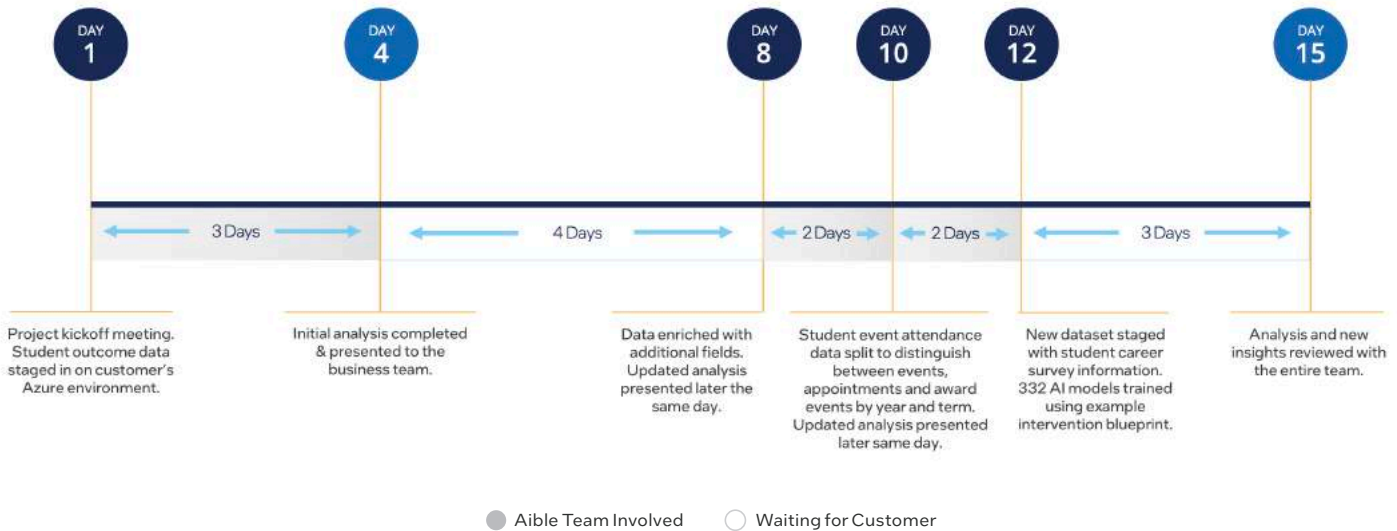 DAY
1
DAY
4
DAY
8
DAY
10
DAY
12
DAY
15
3 Days
4 Days
2 Days
2 Days
3 Days
Project kickoff meeting.
Student outcome data
staged in on customer's
Azure environment.
Initial analysis completed
& presented to the
business team.
Data enriched with
additional fields.
Updated analysis
presented later the
same day.
Student event attendance
data split to distinguish
between events,
appointments and award
events by year and term.
Updated analysis presented
later same day.
New dataset staged
with student career
survey information.
332 AI models trained
using example
intervention blueprint.
Analysis and new
insights reviewed with
the entire team.
Aible Team Involved
Waiting for Customer